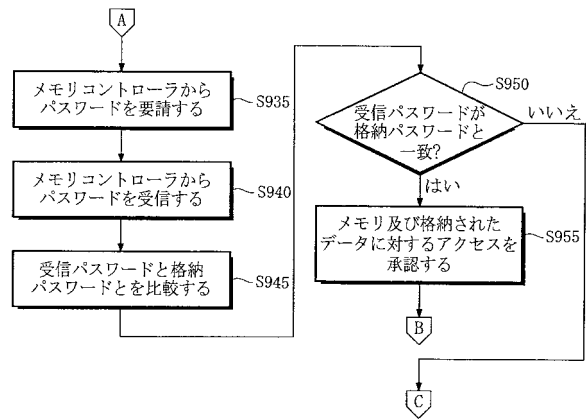 A
メモリコントローラから
パスワードを要請する
S935
メモリコントローラから
パスワードを受信する
S940
受信パスワードと格納
パスワードとを比較する
S945
S950
受信パスワードが
格納パスワードと
一致?
いいえ
はい
メモリ及び格納された
データに対するアクセスを
承認する
S955
B
C